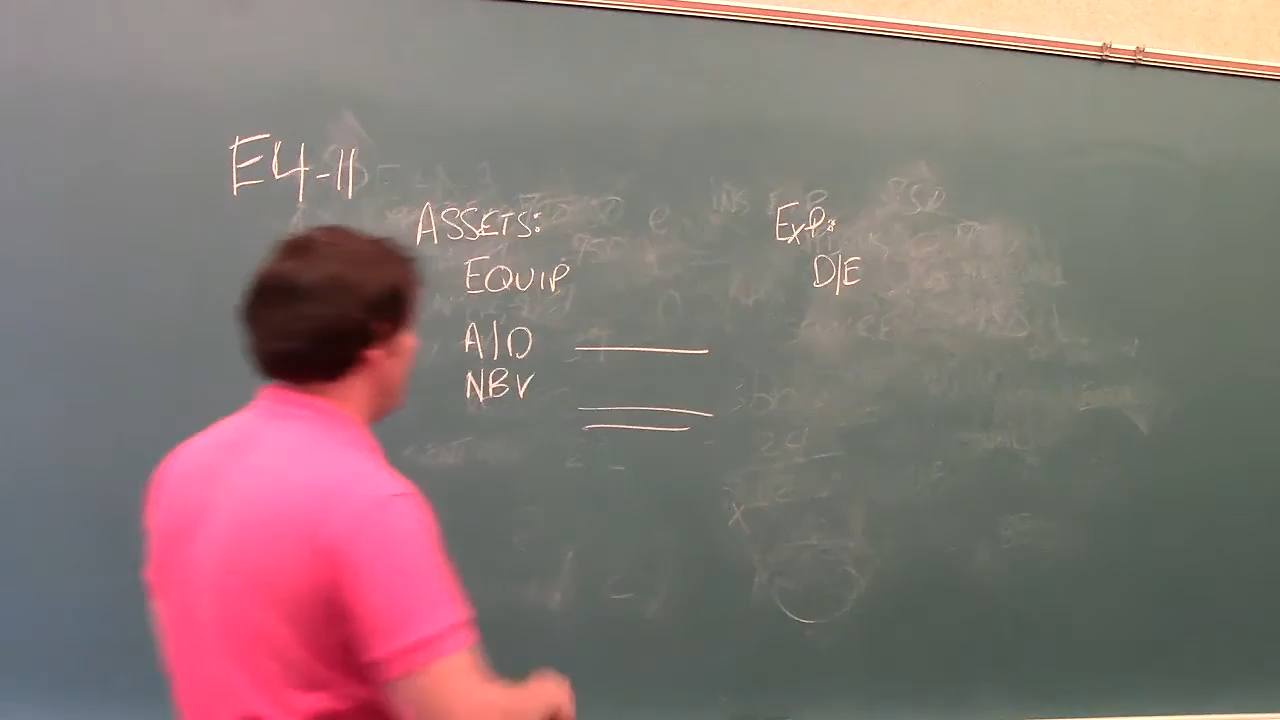 E4-11
ASSETS:
EQUIP
A/D
NBV
EXP:
D/E